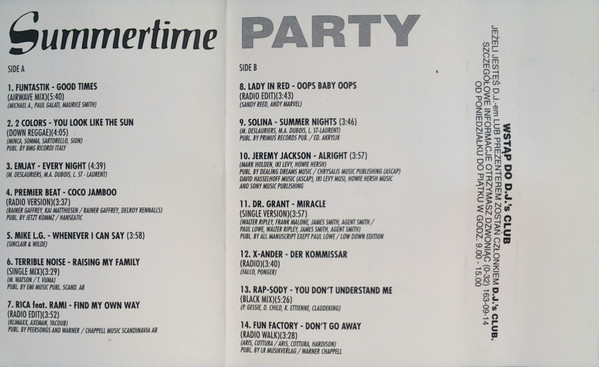 Summertime PARTY
SIDE A
1. FUNTASTIK - GOOD TIMES
(AIRWAVE MIX)(5:40)
(MICHAEL A., PAUL GALATI, MAURICE SMITH)
2. 2 COLORS - YOU LOOK LIKE THE SUN
(DOWN REGGAE)(4:05)
(MINCA, SOMMA, SARTORELLO, SION)
PUBL. BY BMG RICORDI ITALY
3. EMJAY - EVERY NIGHT (4:39)
(M. DESLAURIERS, M.A. DUBOIS, L. ST - LAURENT)
4. PREMIER BEAT - COCO JAMBOO
(RADIO VERSION)(3:37)
(RAINER GAFFREY, KAI MATTHIESEN / RAINER GAFFREY, DELROY RENNALLS)
PUBL. BY JETZT KOMMZ / HANSEATIC
5. MIKE L.G. - WHENEVER I CAN SAY (3:58)
(SINCLAIR & WILDE)
6. TERRIBLE NOISE - RAISING MY FAMILY
(SINGLE MIX)(3:29)
(M. WATSON / T. VUMA)
PUBL. BY EMI MUSIC PUBL. SCAND. AB
7. RICA feat. RAMI - FIND MY OWN WAY
(RADIO EDIT)(3:52)
(KLIMAXX, AXEMAN, YACOUB)
PUBL. BY PEERSONGS AND WARNER / CHAPPELL MUSIC SCANDINAVIA AB
SIDE B
8. LADY IN RED - OOPS BABY OOPS
(RADIO EDIT)(3:43)
(SANDY REED, ANDY MARVEL)
9. SOLINA - SUMMER NIGHTS (3:46)
(M. DESLAURIERS, M.A. DUBOIS, L. ST-LAURENT)
PUBL. BY PRIMUS RECORDS PUB. / ED. AKRYLIK
10. JEREMY JACKSON - ALRIGHT (3:57)
(MARK HOLDEN, IKI LEVY, HOWIE HERSH)
PUBL. BY DEALING DREAMS MUSIC / CHRYSALIS MUSIC PUBLISHING (ASCAP)
DAVID HASSELHOFF MUSIC (ASCAP), IKI LEVY MUSI, HOWIE HERSH MUSIC
AND SONY MUSIC PUBLISHING
11. DR. GRANT - MIRACLE
(SINGLE VERSION)(3:57)
(WALTER RIPLEY, FRANK MALONE, JAMES SMITH, AGENT SMITH /
PAUL LOWE, WALTER RIPLEY, JAMES SMITH, AGENT SMITH)
PUBL. BY ALL MANUSCRIPT EXEPT PAUL LOWE / LOW DOWN EDITION
12. X-ANDER - DER KOMMISSAR
(RADIO)(3:40)
(FALCO, PONGER)
13. RAP-SODY - YOU DON'T UNDERSTAND ME
(BLACK MIX)(5:26)
(P. GESSIE, D. CHILD, K. ETTIENNE, CLAUDEKING)
14. FUN FACTORY - DON'T GO AWAY
(RADIO WALK)(3:28)
(ARIS, COTTURA / ARIS, COTTURA, HARDISON)
PUBL. BY LR MUSIKVERLAG / WARNER CHAPPELL
WSTĄP DO D.J.'s CLUB
JEŻELI JESTEŚ D.J.-em LUB PREZENTEREM ZOSTAŃ CZŁONKIEM D.J.'s CLUB.
SZCZEGÓŁOWE INFORMACJE OTRZYMASZ DZWONIĄC (0-32) 163-09-14
OD PONIEDZIAŁKU DO PIĄTKU W GODZ. 9.00 - 15.00